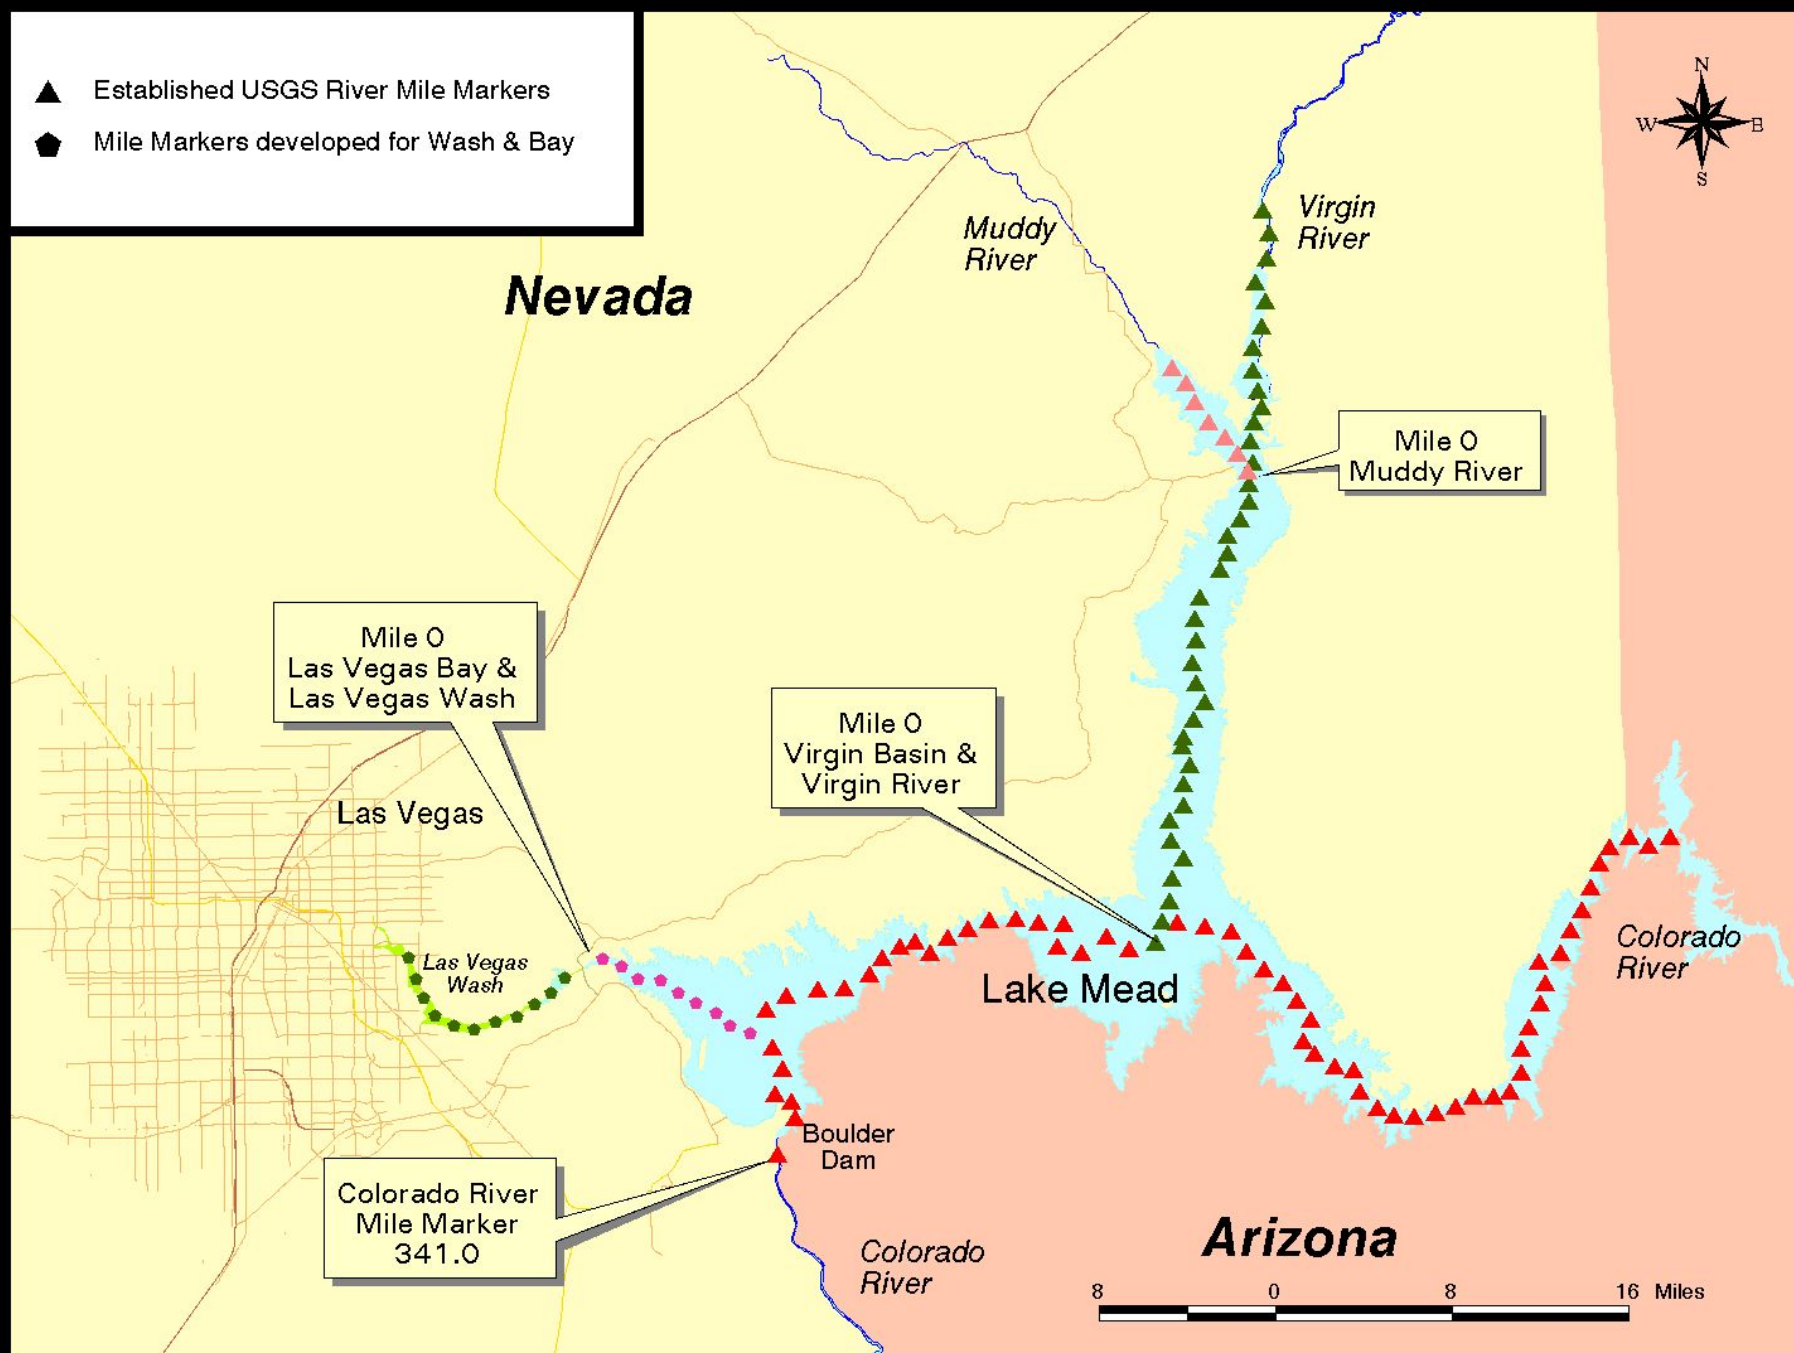 Established USGS River Mile Markers
Mile Markers developed for Wash & Bay
N
W
E
S
Virgin
River
Muddy
River
Nevada
Mile 0
Muddy River
Mile 0
Las Vegas Bay &
Las Vegas Wash
Mile 0
Virgin Basin &
Virgin River
Las Vegas
Las Vegas
Wash
Lake Mead
Colorado
River
Boulder
Dam
Colorado River
Mile Marker
341.0
Colorado
River
Arizona
8 0 8 16 Miles